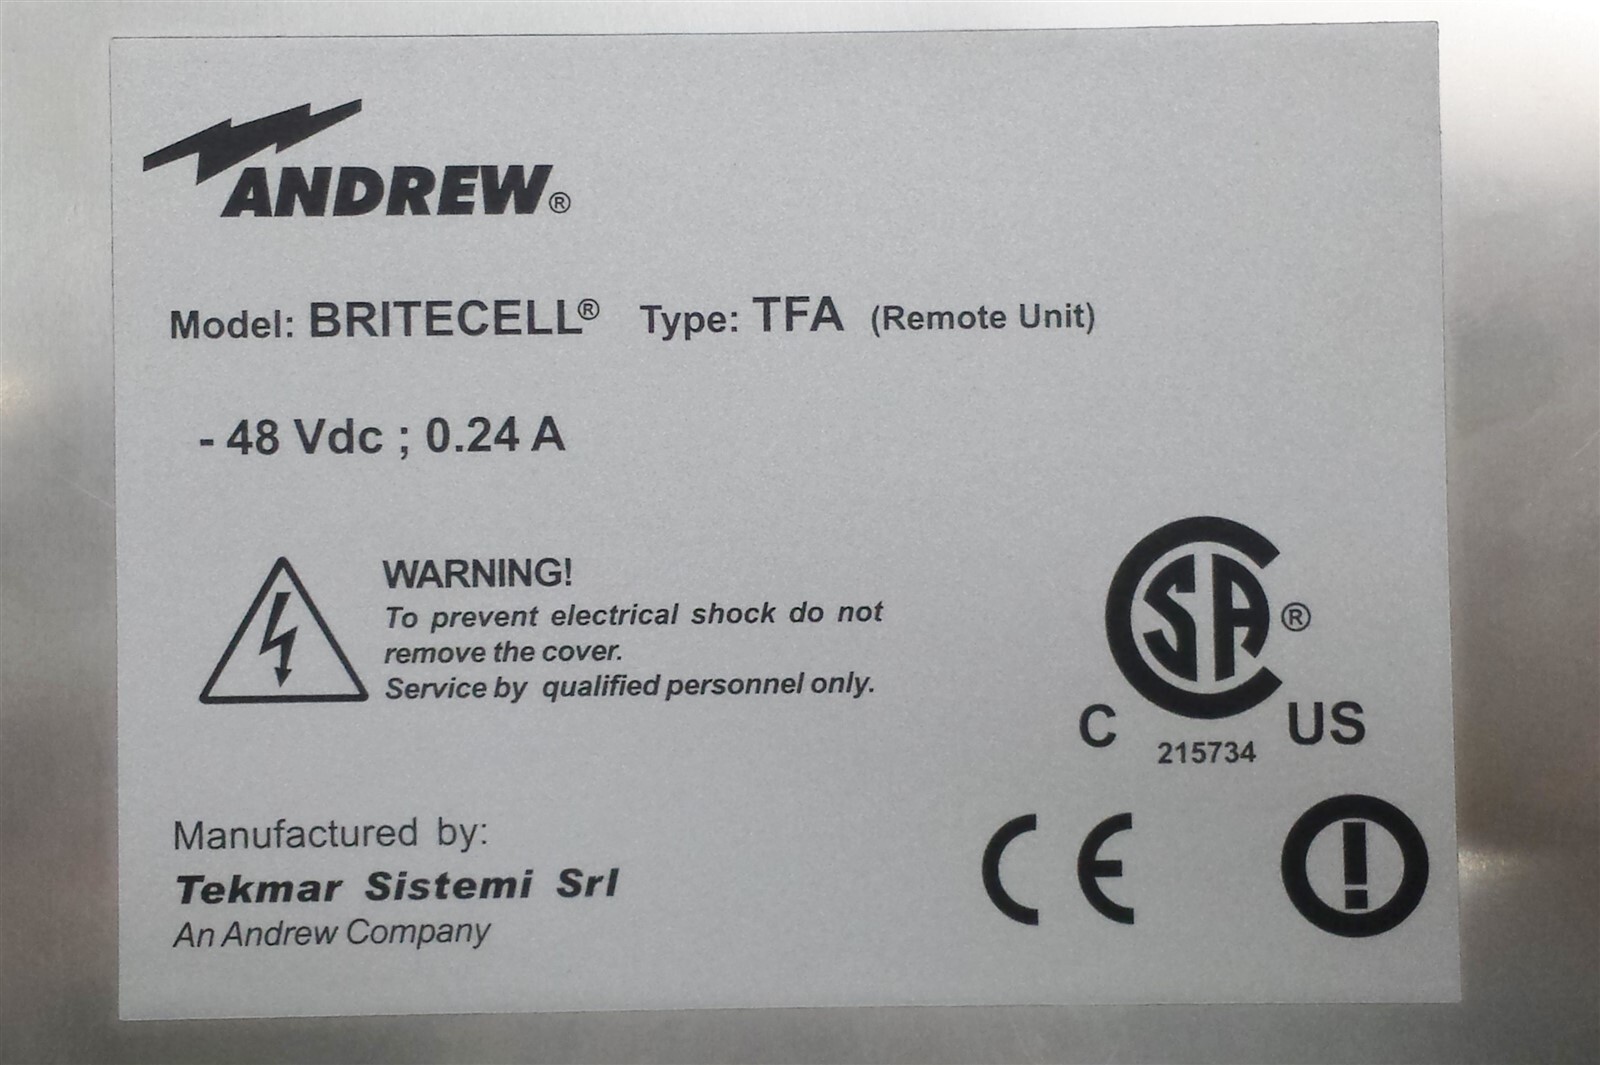 ANDREW®
Model: BRITECELL® Type: TFA (Remote Unit)
- 48 Vdc ; 0.24 A
WARNING!
To prevent electrical shock do not
remove the cover.
Service by qualified personnel only.
CSA®
C US
215734
Manufactured by:
Tekmar Sistemi Srl
An Andrew Company
CE
!